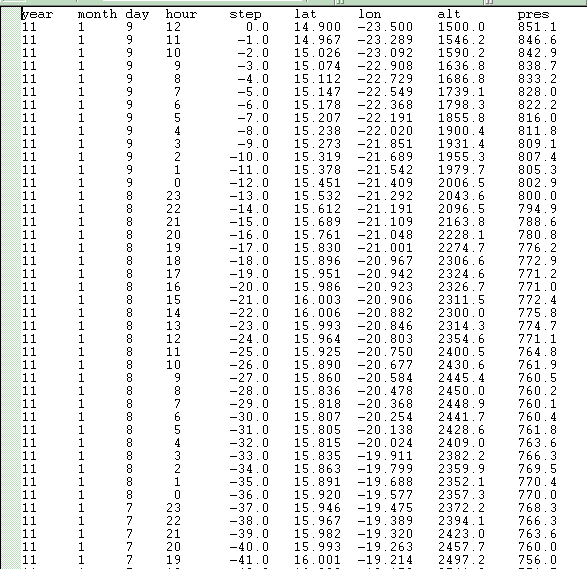 year month day hour step lat lon alt pres
11 1 9 12 0.0 14.900 -23.500 1500.0 851.1
11 1 9 11 -1.0 14.967 -23.289 1546.2 846.6
11 1 9 10 -2.0 15.026 -23.092 1590.2 842.9
11 1 9 9 -3.0 15.074 -22.908 1636.8 838.7
11 1 9 8 -4.0 15.112 -22.729 1686.8 833.2
11 1 9 7 -5.0 15.147 -22.549 1739.1 828.0
11 1 9 6 -6.0 15.178 -22.368 1798.3 822.2
11 1 9 5 -7.0 15.207 -22.191 1855.8 816.0
11 1 9 4 -8.0 15.238 -22.020 1900.4 811.8
11 1 9 3 -9.0 15.273 -21.851 1931.4 809.1
11 1 9 2 -10.0 15.319 -21.689 1955.3 807.4
11 1 9 1 -11.0 15.378 -21.542 1979.7 805.3
11 1 9 0 -12.0 15.451 -21.409 2006.5 802.9
11 1 8 23 -13.0 15.532 -21.292 2043.6 800.0
11 1 8 22 -14.0 15.612 -21.191 2096.5 794.9
11 1 8 21 -15.0 15.689 -21.109 2163.8 788.6
11 1 8 20 -16.0 15.761 -21.048 2228.1 780.8
11 1 8 19 -17.0 15.830 -21.001 2274.7 776.2
11 1 8 18 -18.0 15.896 -20.967 2306.6 772.9
11 1 8 17 -19.0 15.951 -20.942 2324.6 771.2
11 1 8 16 -20.0 15.986 -20.923 2326.7 771.0
11 1 8 15 -21.0 16.003 -20.906 2311.5 772.4
11 1 8 14 -22.0 16.006 -20.882 2300.0 775.8
11 1 8 13 -23.0 15.993 -20.846 2314.3 774.7
11 1 8 12 -24.0 15.964 -20.803 2354.6 771.1
11 1 8 11 -25.0 15.925 -20.750 2400.5 764.8
11 1 8 10 -26.0 15.890 -20.677 2430.6 761.9
11 1 8 9 -27.0 15.860 -20.584 2445.4 760.5
11 1 8 8 -28.0 15.836 -20.478 2450.0 760.2
11 1 8 7 -29.0 15.818 -20.368 2448.9 760.1
11 1 8 6 -30.0 15.807 -20.254 2441.7 760.4
11 1 8 5 -31.0 15.805 -20.138 2428.6 761.8
11 1 8 4 -32.0 15.815 -20.024 2409.0 763.6
11 1 8 3 -33.0 15.835 -19.911 2382.2 766.3
11 1 8 2 -34.0 15.863 -19.799 2359.9 769.5
11 1 8 1 -35.0 15.891 -19.688 2352.1 770.4
11 1 8 0 -36.0 15.920 -19.577 2357.3 770.0
11 1 7 23 -37.0 15.946 -19.475 2372.2 768.3
11 1 7 22 -38.0 15.967 -19.389 2394.1 766.3
11 1 7 21 -39.0 15.982 -19.320 2423.0 763.6
11 1 7 20 -40.0 15.993 -19.263 2457.7 760.0
11 1 7 19 -41.0 16.001 -19.214 2497.2 756.0